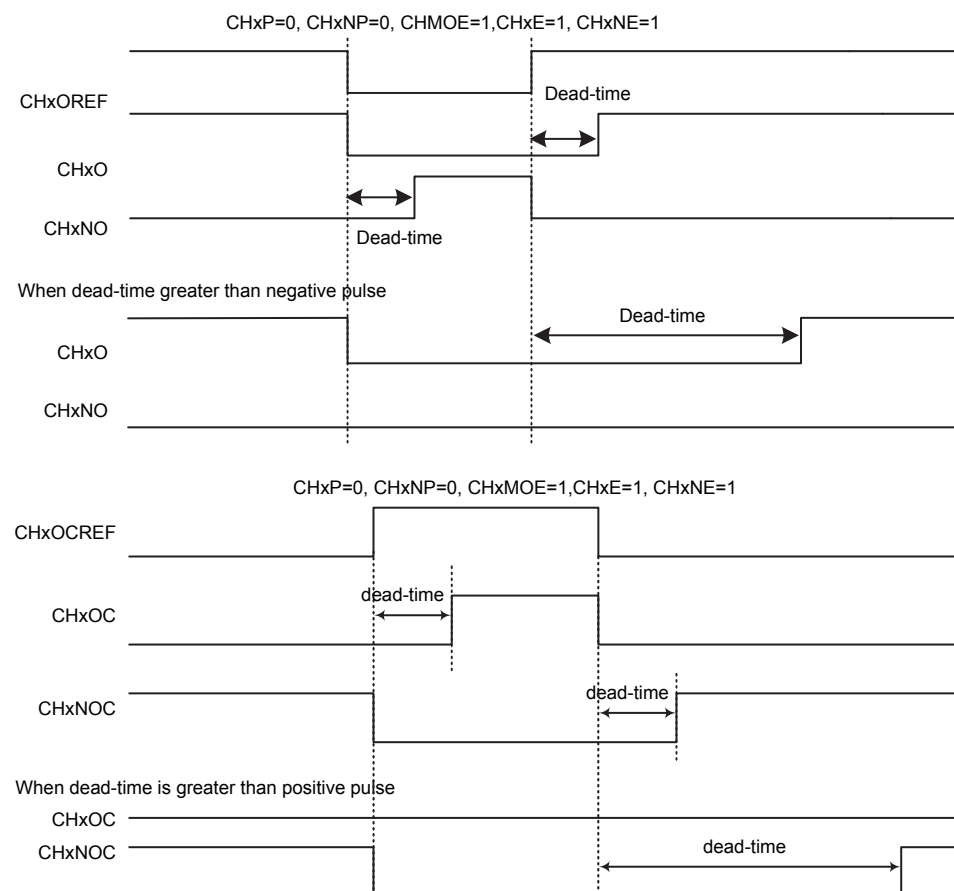 CHxP=0, CHxNP=0, CHMOE=1,CHxE=1, CHxNE=1
CHxOREF
Dead-time
CHxO
CHxNO
Dead-time
When dead-time greater than negative pulse
Dead-time
CHxO
CHxNO
CHxP=0, CHxNP=0, CHxMOE=1,CHxE=1, CHxNE=1
CHxOCREF
dead-time
CHxOC
dead-time
CHxNOC
When dead-time is greater than positive pulse
CHxOC
CHxNOC
dead-time